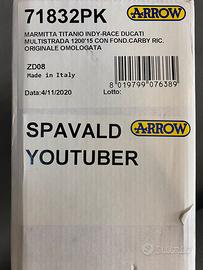 71832PK
ARROW
MARMITTA TITANIO INDY-RACE DUCATI
MULTISTRADA 1200'15 CON FOND.CARBY RIC.
ORIGINALE OMOLOGATA
ZD08
Made in Italy
8 019799 076389
Data:4/11/2020
Lotto:
SPAVALD
ARROW
YOUTUBER
subito